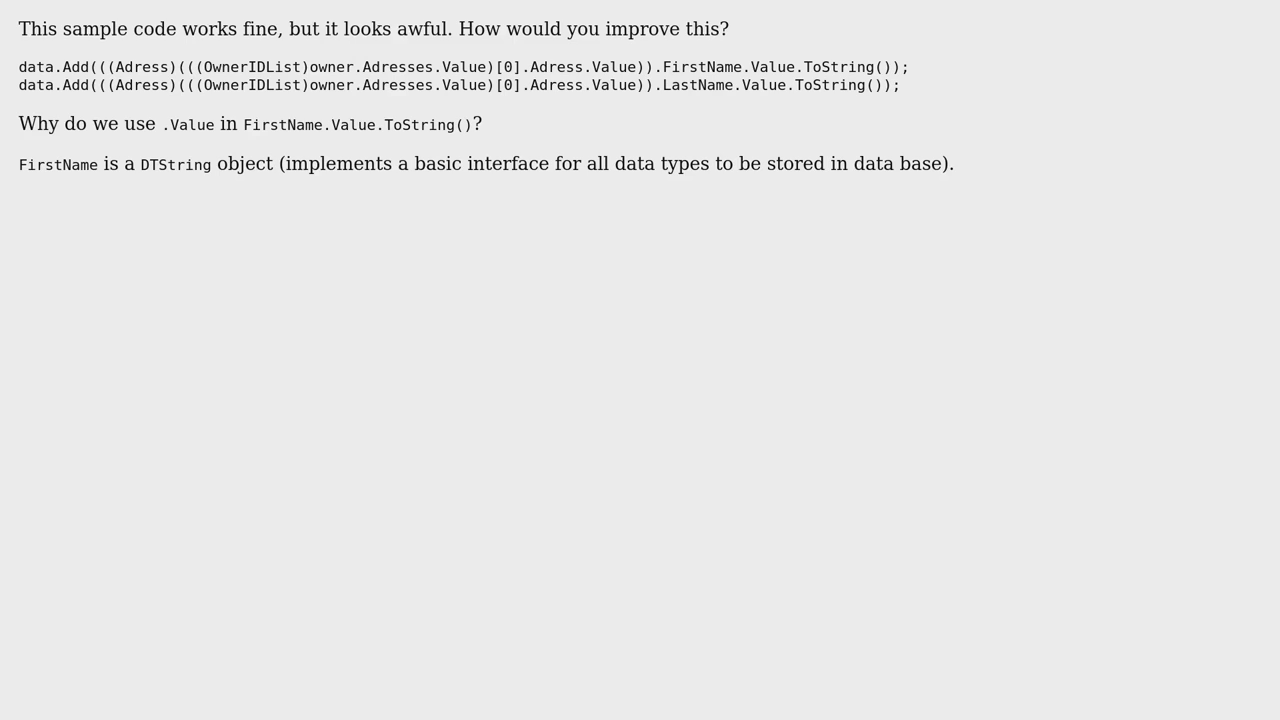 This sample code works fine, but it looks awful. How would you improve this?
data.Add(((Adress)(((OwnerIDList)owner.Adresses.Value)[0].Adress.Value)).FirstName.Value.ToString());
data.Add(((Adress)(((OwnerIDList)owner.Adresses.Value)[0].Adress.Value)).LastName.Value.ToString());
Why do we use .Value in FirstName.Value.ToString()?
FirstName is a DTString object (implements a basic interface for all data types to be stored in data base).